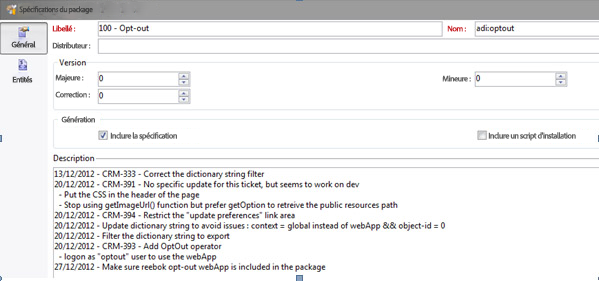 Spécifications du package
Libellé : 100 - Opt-out Nom : adi:optout
Général
Distributeur :
Entités
Version
Majeure : 0 Mineure : 0
Correction : 0
Génération
Inclure la spécification Inclure un script d'installation
Description
13/12/2012 - CRM-333 - Correct the dictionary string filter
20/12/2012 - CRM-391 - No specific update for this ticket, but seems to work on dev
- Put the CSS in the header of the page
- Stop using getImageUrl() function but prefer getOption to retreive the public resources path
20/12/2012 - CRM-394 - Restrict the "update preferences" link area
20/12/2012 - Update dictionary string to avoid issues : context = global instead of webApp && object-id = 0
20/12/2012 - Filter the dictionary string to export
20/12/2012 - CRM-393 - Add OptOut operator
- logon as "optout" user to use the webApp
27/12/2012 - Make sure reebok opt-out webApp is included in the package